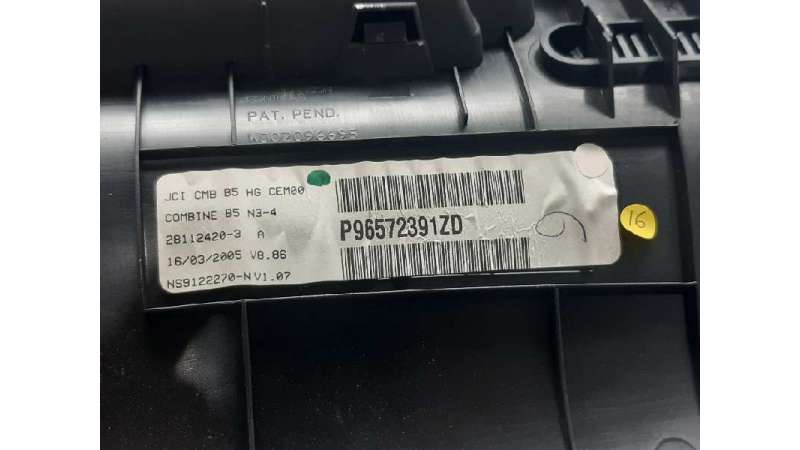 PAT. PEND.
JCI CMB B5 HG CEM00
COMBINE B5 N3-4
28112420-3 A
16/03/2005 V8.86
NS9122270-N V1.07
P96572391ZD
16